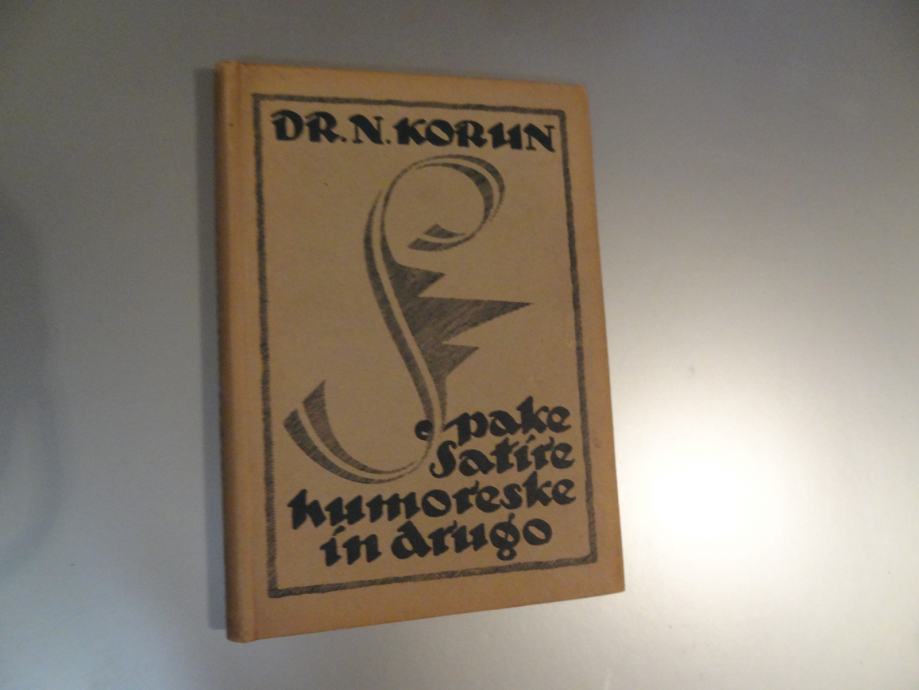 DR. N. KORUN
Spake
Satire
humoreske
in drugo